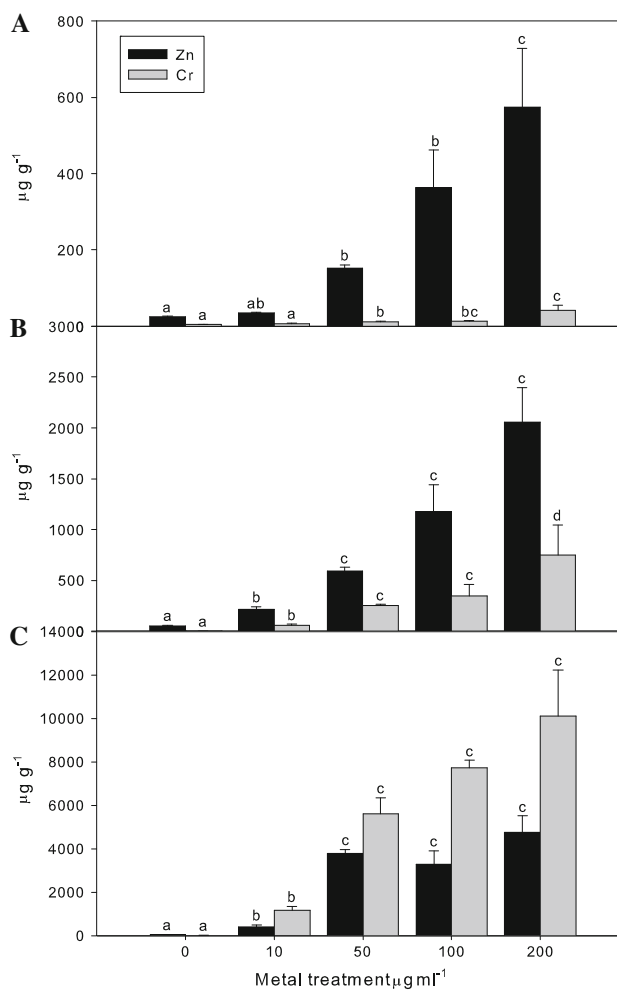 A
800
Zn
Cr
600
400
200
µg g-1
a a ab a b b b bc c c
B
3000
0
2500
2000
1500
1000
500
µg g-1
a a b b c c c c c d
C
14000
0
12000
10000
8000
6000
4000
2000
0
µg g-1
a a b b c c c c c c
0 10 50 100 200
Metal treatment µg ml-1